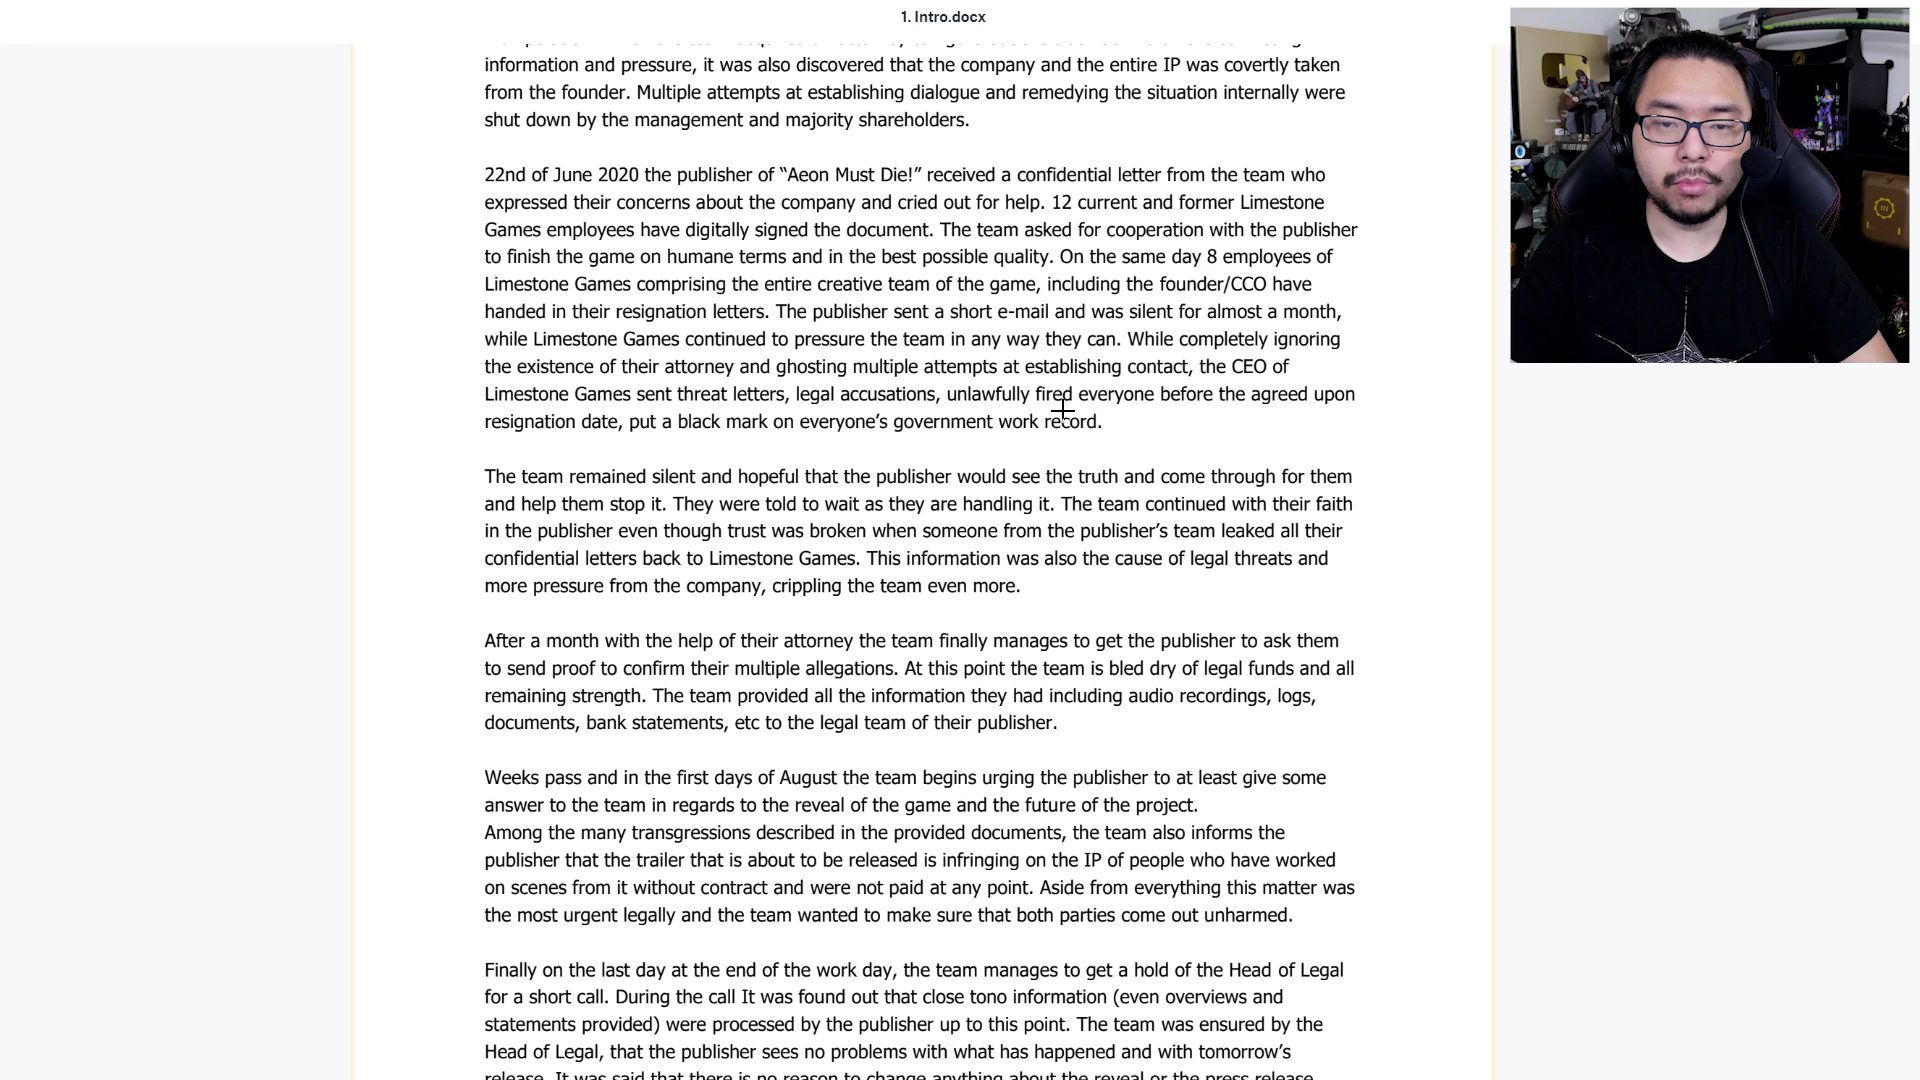 1. Intro.docx
information and pressure, it was also discovered that the company and the entire IP was covertly taken
from the founder. Multiple attempts at establishing dialogue and remedying the situation internally were
shut down by the management and majority shareholders.
22nd of June 2020 the publisher of “Aeon Must Die!” received a confidential letter from the team who
expressed their concerns about the company and cried out for help. 12 current and former Limestone
Games employees have digitally signed the document. The team asked for cooperation with the publisher
to finish the game on humane terms and in the best possible quality. On the same day 8 employees of
Limestone Games comprising the entire creative team of the game, including the founder/CCO have
handed in their resignation letters. The publisher sent a short e-mail and was silent for almost a month,
while Limestone Games continued to pressure the team in any way they can. While completely ignoring
the existence of their attorney and ghosting multiple attempts at establishing contact, the CEO of
Limestone Games sent threat letters, legal accusations, unlawfully fired everyone before the agreed upon
resignation date, put a black mark on everyone’s government work record.
The team remained silent and hopeful that the publisher would see the truth and come through for them
and help them stop it. They were told to wait as they are handling it. The team continued with their faith
in the publisher even though trust was broken when someone from the publisher’s team leaked all their
confidential letters back to Limestone Games. This information was also the cause of legal threats and
more pressure from the company, crippling the team even more.
After a month with the help of their attorney the team finally manages to get the publisher to ask them
to send proof to confirm their multiple allegations. At this point the team is bled dry of legal funds and all
remaining strength. The team provided all the information they had including audio recordings, logs,
documents, bank statements, etc to the legal team of their publisher.
Weeks pass and in the first days of August the team begins urging the publisher to at least give some
answer to the team in regards to the reveal of the game and the future of the project.
Among the many transgressions described in the provided documents, the team also informs the
publisher that the trailer that is about to be released is infringing on the IP of people who have worked
on scenes from it without contract and were not paid at any point. Aside from everything this matter was
the most urgent legally and the team wanted to make sure that both parties come out unharmed.
Finally on the last day at the end of the work day, the team manages to get a hold of the Head of Legal
for a short call. During the call It was found out that close tono information (even overviews and
statements provided) were processed by the publisher up to this point. The team was ensured by the
Head of Legal, that the publisher sees no problems with what has happened and with tomorrow’s
release. It was said that there is no reason to change anything about the reveal or the press release